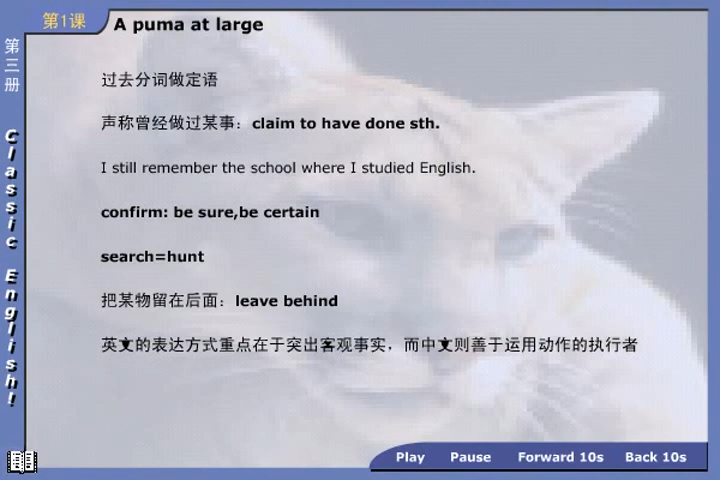 第1课
A puma at large
第三册
Classic English!
过去分词做定语
声称曾经做过某事：claim to have done sth.
I still remember the school where I studied English.
confirm: be sure,be certain
search=hunt
把某物留在后面：leave behind
英文的表达方式重点在于突出客观事实，而中文则善于运用动作的执行者
Play Pause Forward 10s Back 10s